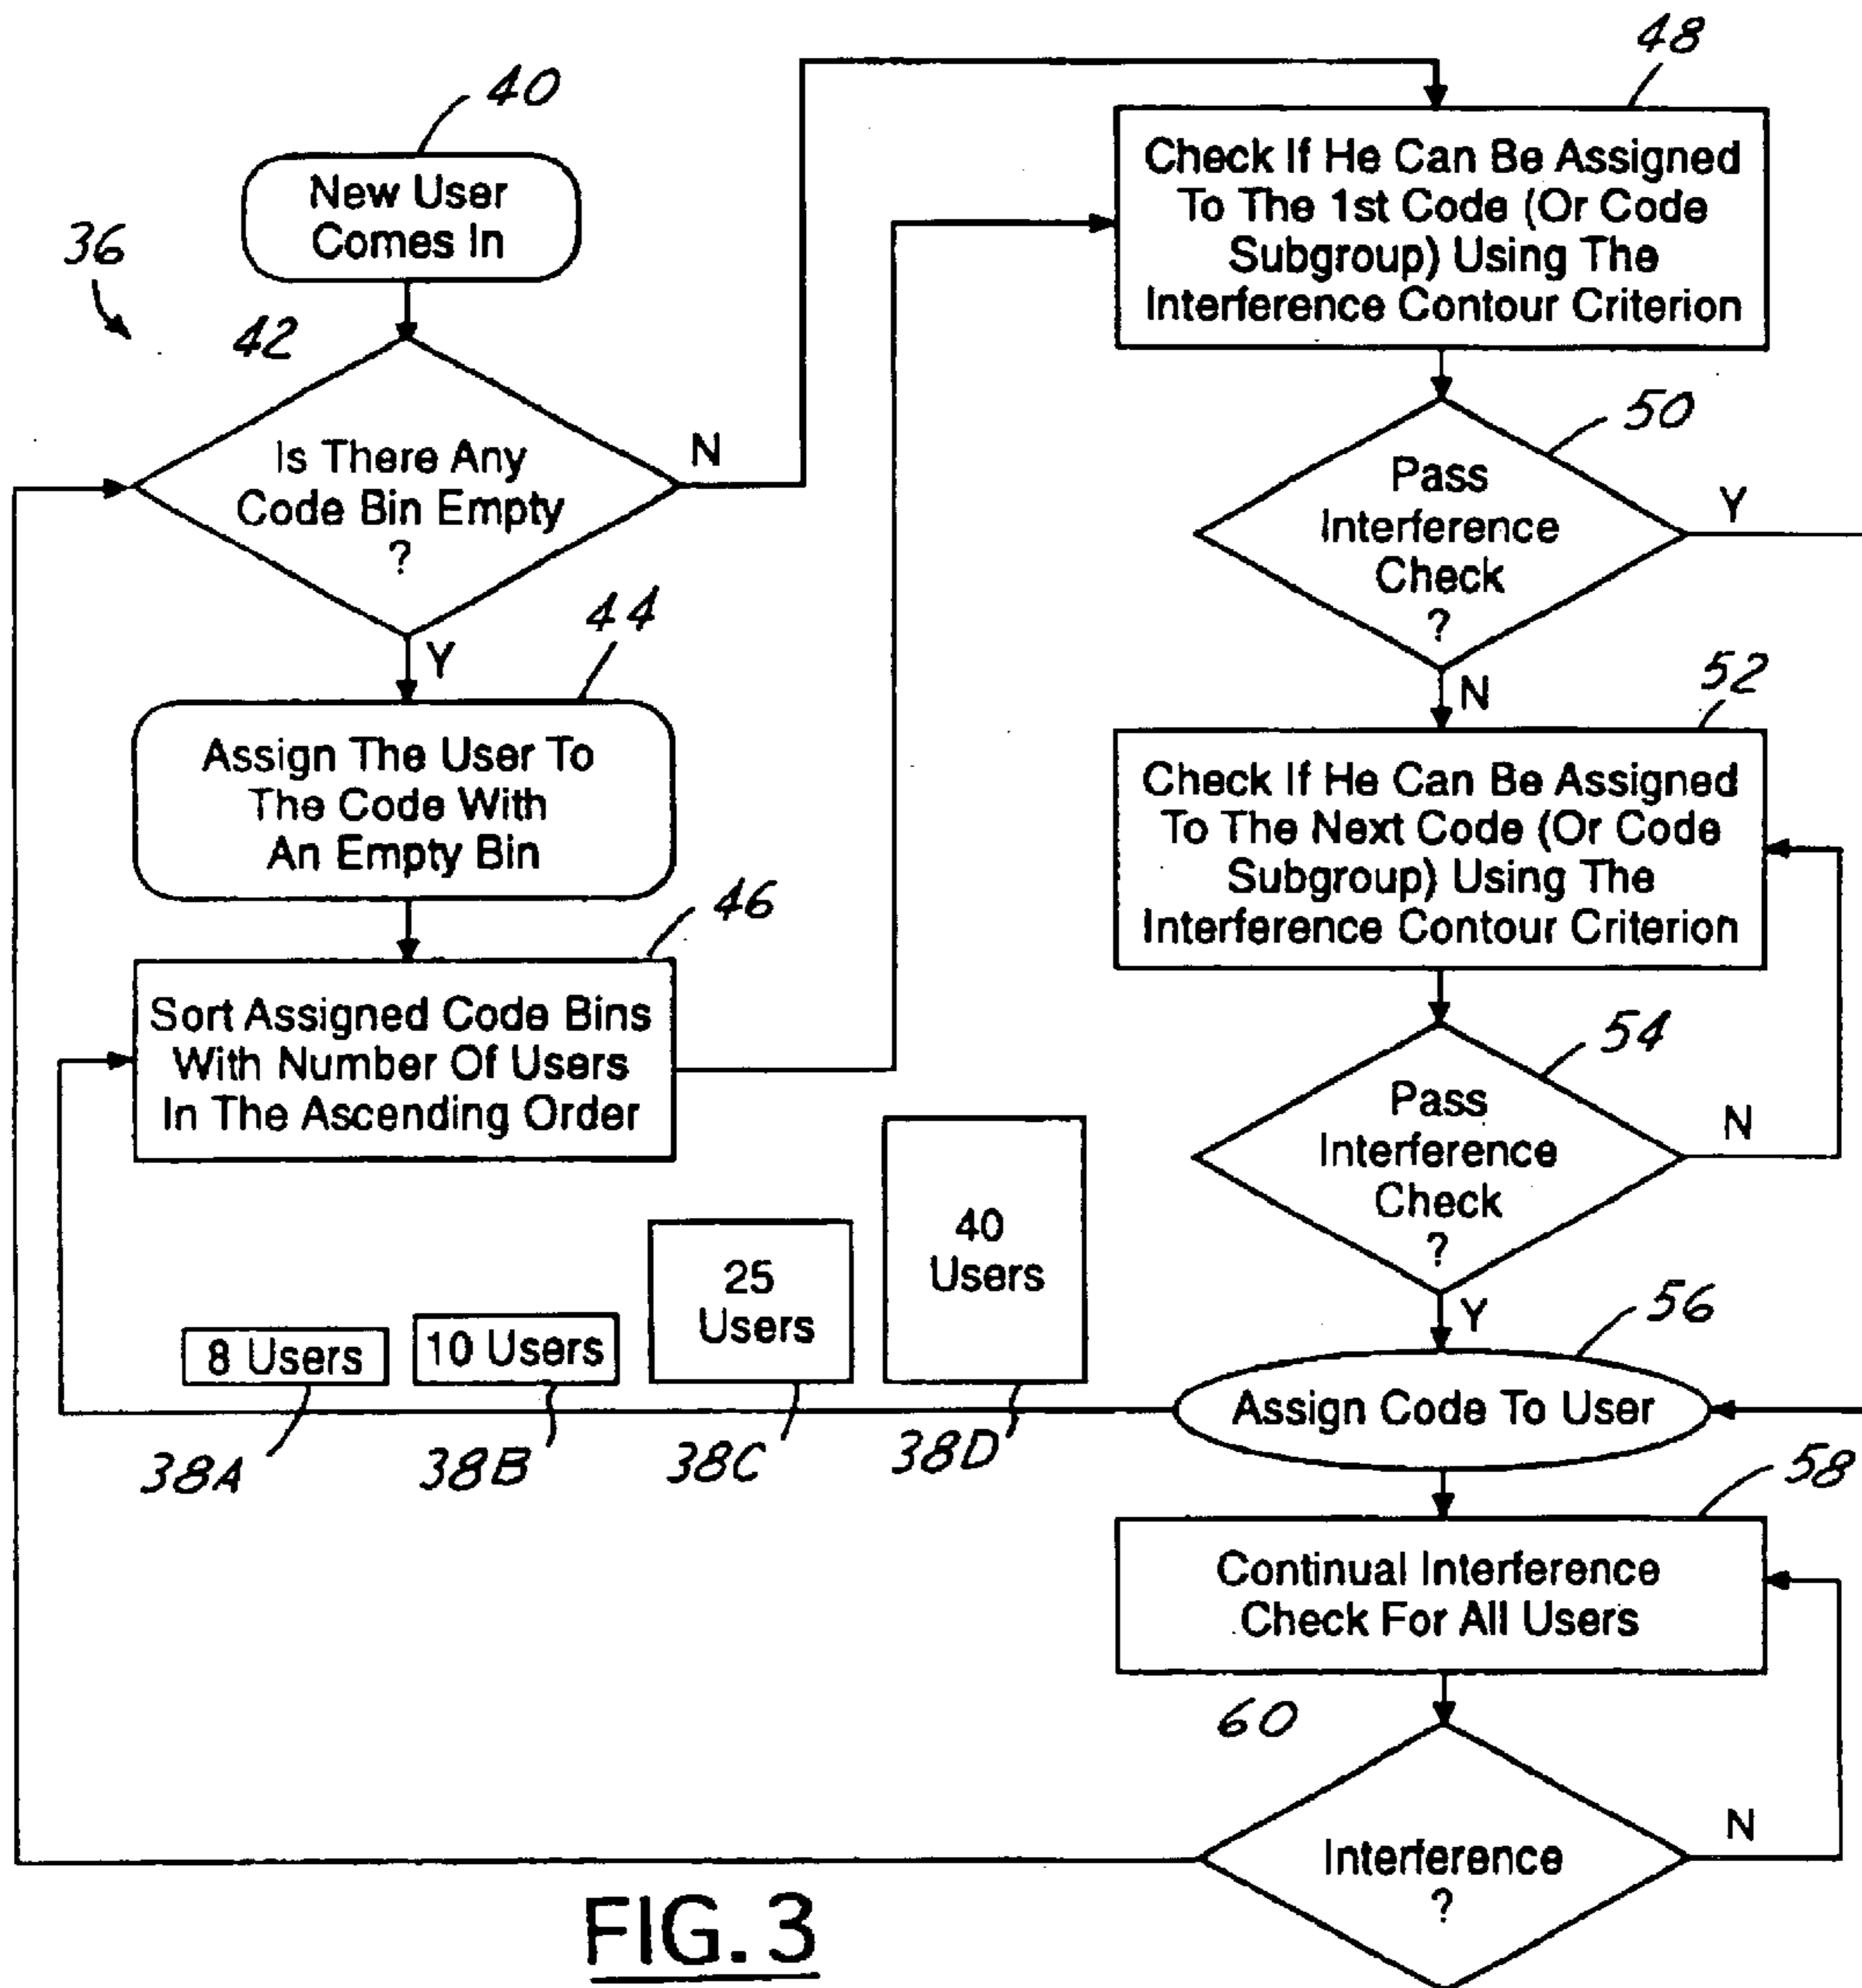 40
New User
Comes In
36
42
Is There Any
Code Bin Empty
?
N
Y
44
Assign The User To
The Code With
An Empty Bin
46
Sort Assigned Code Bins
With Number Of Users
In The Ascending Order
8 Users
10 Users
25
Users
40
Users
38A
38B
38C
38D
48
Check If He Can Be Assigned
To The 1st Code (Or Code
Subgroup) Using The
Interference Contour Criterion
50
Pass
Interference
Check
?
Y
N
52
Check If He Can Be Assigned
To The Next Code (Or Code
Subgroup) Using The
Interference Contour Criterion
54
Pass
Interference
Check
?
N
Y
56
Assign Code To User
58
Continual Interference
Check For All Users
60
Interference
?
N
FIG. 3